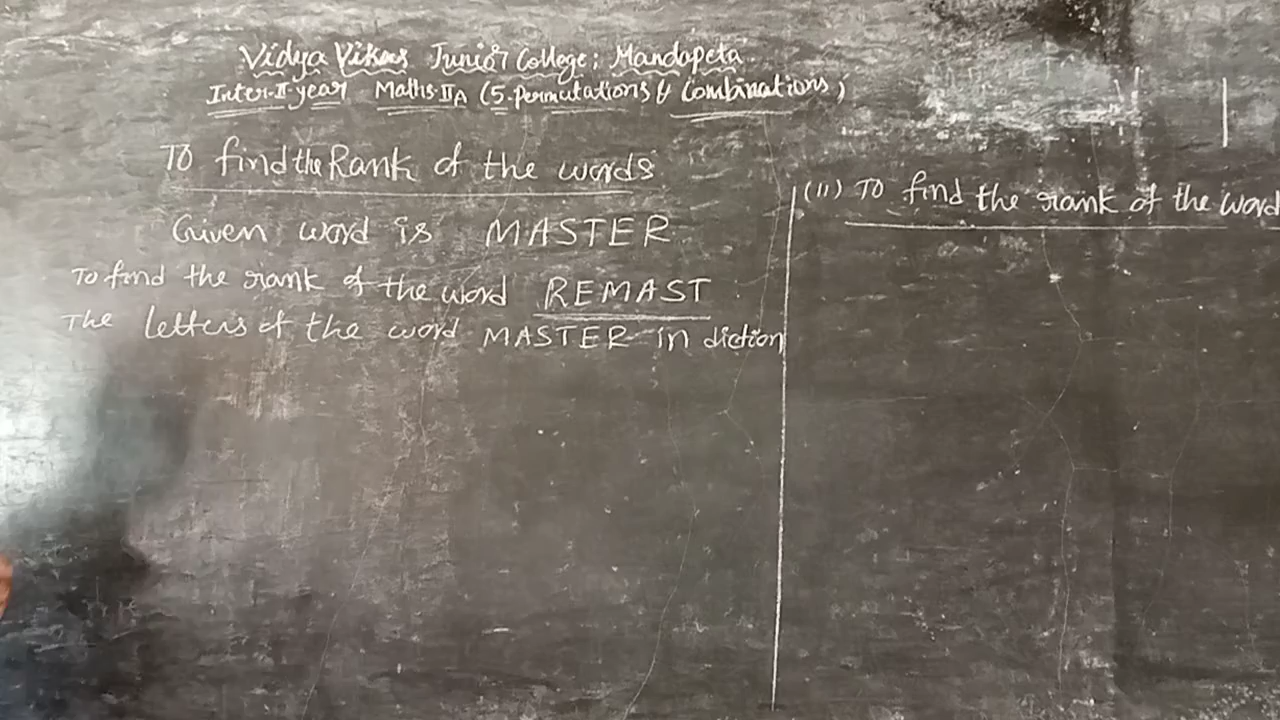 Vidya Vikas Junior College; Mandapeta
Inter-II-year Maths IIA (5. Permutations & Combinations)
TO find the Rank of the words
Given word is MASTER
To find the rank of the word REMAST
The letters of the word MASTER in diction
(11) TO find the rank of the word